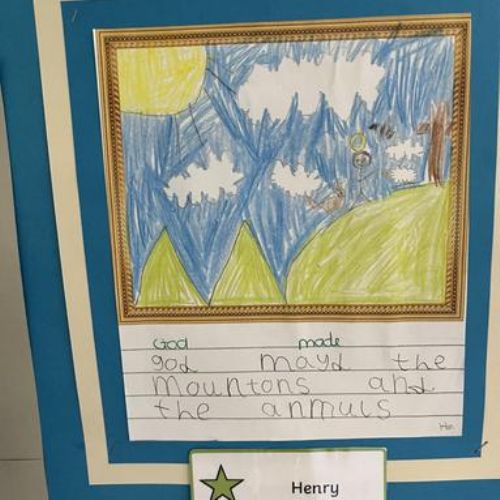 God made
god mayd the
mountons and
the anmuls
Henry